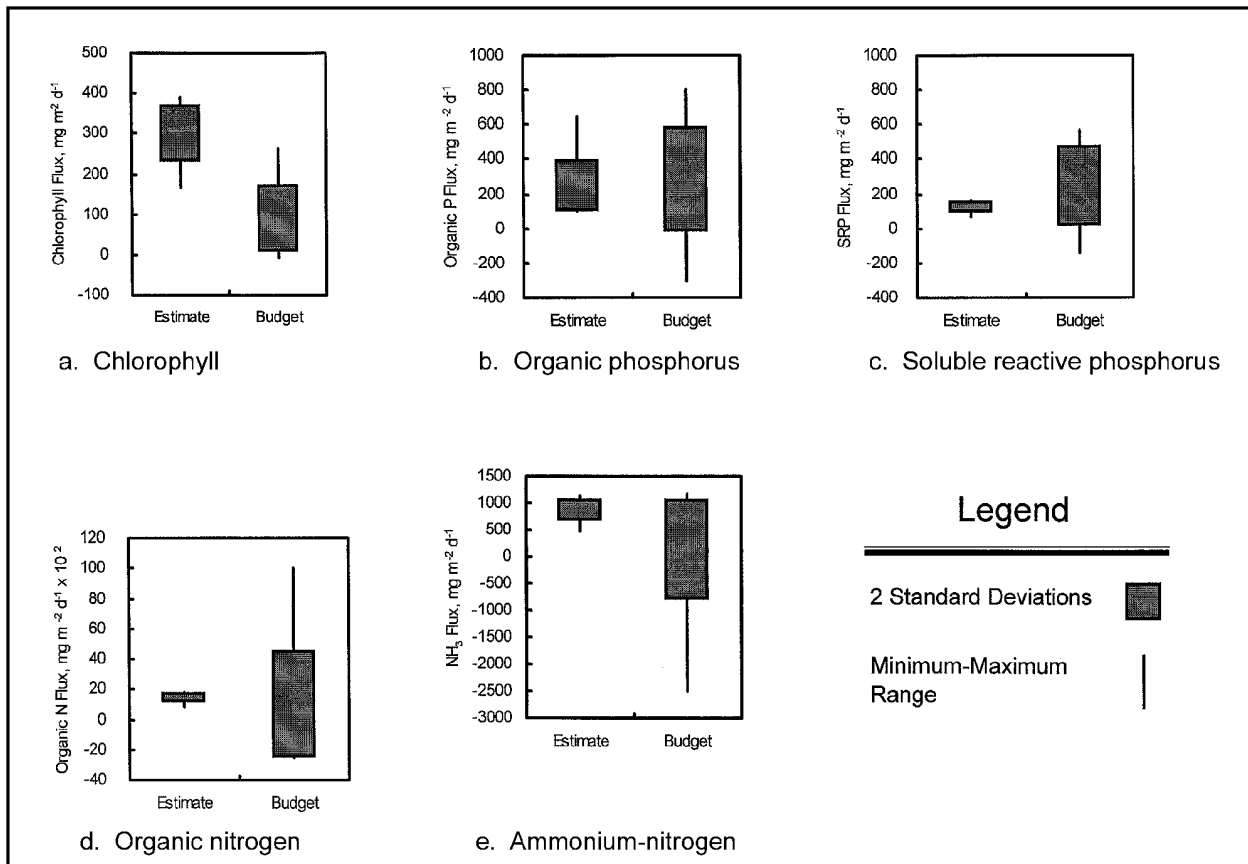 500
400
300
200
100
0
-100
Chlorophyll Flux, mg m-2 d-1
Estimate Budget
a. Chlorophyll
1000
800
600
400
200
0
-200
-400
Organic P Flux, mg m-2 d-1
Estimate Budget
b. Organic phosphorus
1000
800
600
400
200
0
-200
-400
SRP Flux, mg m-2 d-1
Estimate Budget
c. Soluble reactive phosphorus
120
100
80
60
40
20
0
-20
-40
Organic N Flux, mg m-2 d-1 x 10-2
Estimate Budget
d. Organic nitrogen
1500
1000
500
0
-500
-1000
-1500
-2000
-2500
-3000
NH3 Flux, mg m-2 d-1
Estimate Budget
e. Ammonium-nitrogen
Legend
2 Standard Deviations
Minimum-Maximum
Range